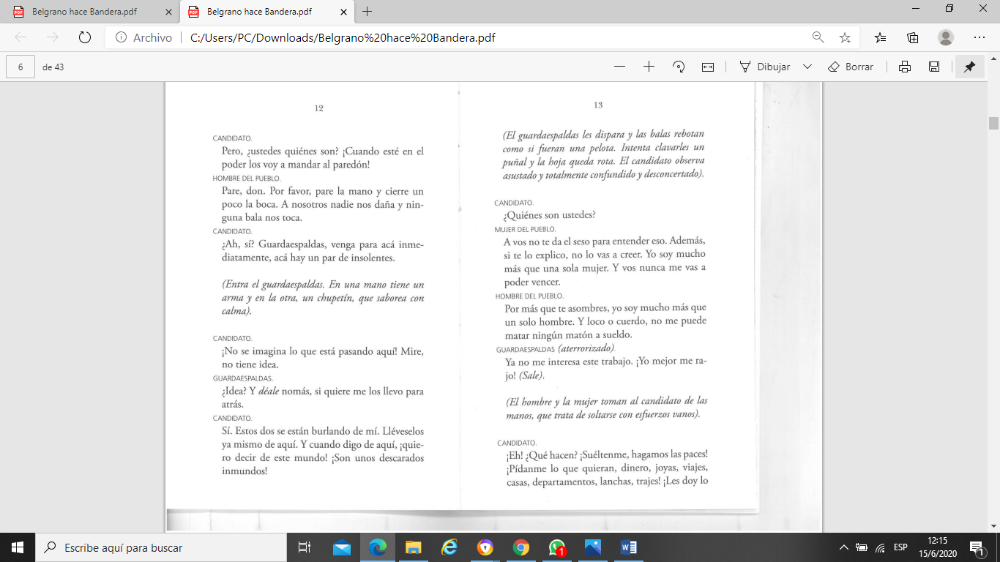 Belgrano hace Bandera.pdf
Belgrano hace Bandera.pdf
Archivo
C:/Users/PC/Downloads/Belgrano%20hace%20Bandera.pdf
6
de 43
Dibujar
Borrar
12
CANDIDATO.
Pero, ¿ustedes quiénes son? ¡Cuando esté en el
poder los voy a mandar al paredón!
HOMBRE DEL PUEBLO.
Pare, don. Por favor, pare la mano y cierre un
poco la boca. A nosotros nadie nos daña y nin-
guna bala nos toca.
CANDIDATO.
¿Ah, sí? Guardaespaldas, venga para acá inme-
diatamente, acá hay un par de insolentes.
(Entra el guardaespaldas. En una mano tiene un
arma y en la otra, un chupetín, que saborea con
calma).
CANDIDATO.
¡No se imagina lo que está pasando aquí! Mire,
no tiene idea.
GUARDAESPALDAS.
¿Idea? Y déale nomás, si quiere me los llevo para
atrás.
CANDIDATO.
Sí. Estos dos se están burlando de mí. Lléveselos
ya mismo de aquí. Y cuando digo de aquí, ¡quie-
ro decir de este mundo! ¡Son unos descarados
inmundos!
13
(El guardaespaldas les dispara y las balas rebotan
como si fueran una pelota. Intenta clavarles un
puñal y la hoja queda rota. El candidato observa
asustado y totalmente confundido y desconcertado).
CANDIDATO.
¿Quiénes son ustedes?
MUJER DEL PUEBLO.
A vos no te da el seso para entender eso. Además,
si te lo explico, no lo vas a creer. Yo soy mucho
más que una sola mujer. Y vos nunca me vas a
poder vencer.
HOMBRE DEL PUEBLO.
Por más que te asombres, yo soy mucho más que
un solo hombre. Y loco o cuerdo, no me puede
matar ningún matón a sueldo.
GUARDAESPALDAS (aterrorizado).
Ya no me interesa este trabajo. ¡Yo mejor me ra-
jo! (Sale).
(El hombre y la mujer toman al candidato de las
manos, que trata de soltarse con esfuerzos vanos).
CANDIDATO.
¡Eh! ¿Qué hacen? ¡Suéltenme, hagamos las paces!
¡Pídanme lo que quieran, dinero, joyas, viajes,
casas, departamentos, lanchas, trajes! ¡Les doy lo
Escribe aquí para buscar
1
ESP
12:15
15/6/2020
1